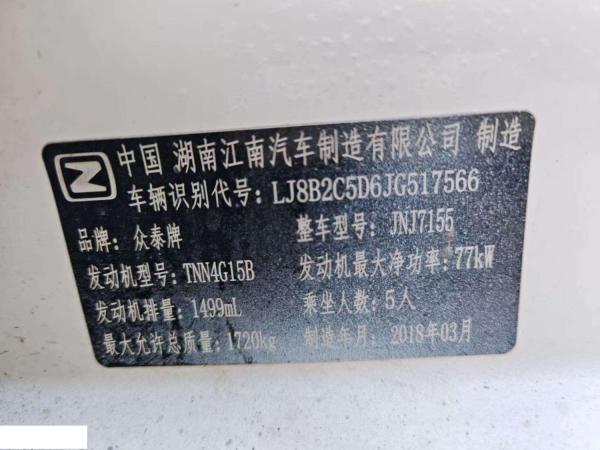 中国 湖南江南汽车制造有限公司 制造
车辆识别代号: LJ8B2C5D6JG517566
品牌: 众泰牌 整车型号: JNJ7155
发动机型号: TNN4G15B 发动机最大净功率: 77kW
发动机排量: 1499mL 乘坐人数: 5人
最大允许总质量: 1720kg 制造年月: 2018年03月